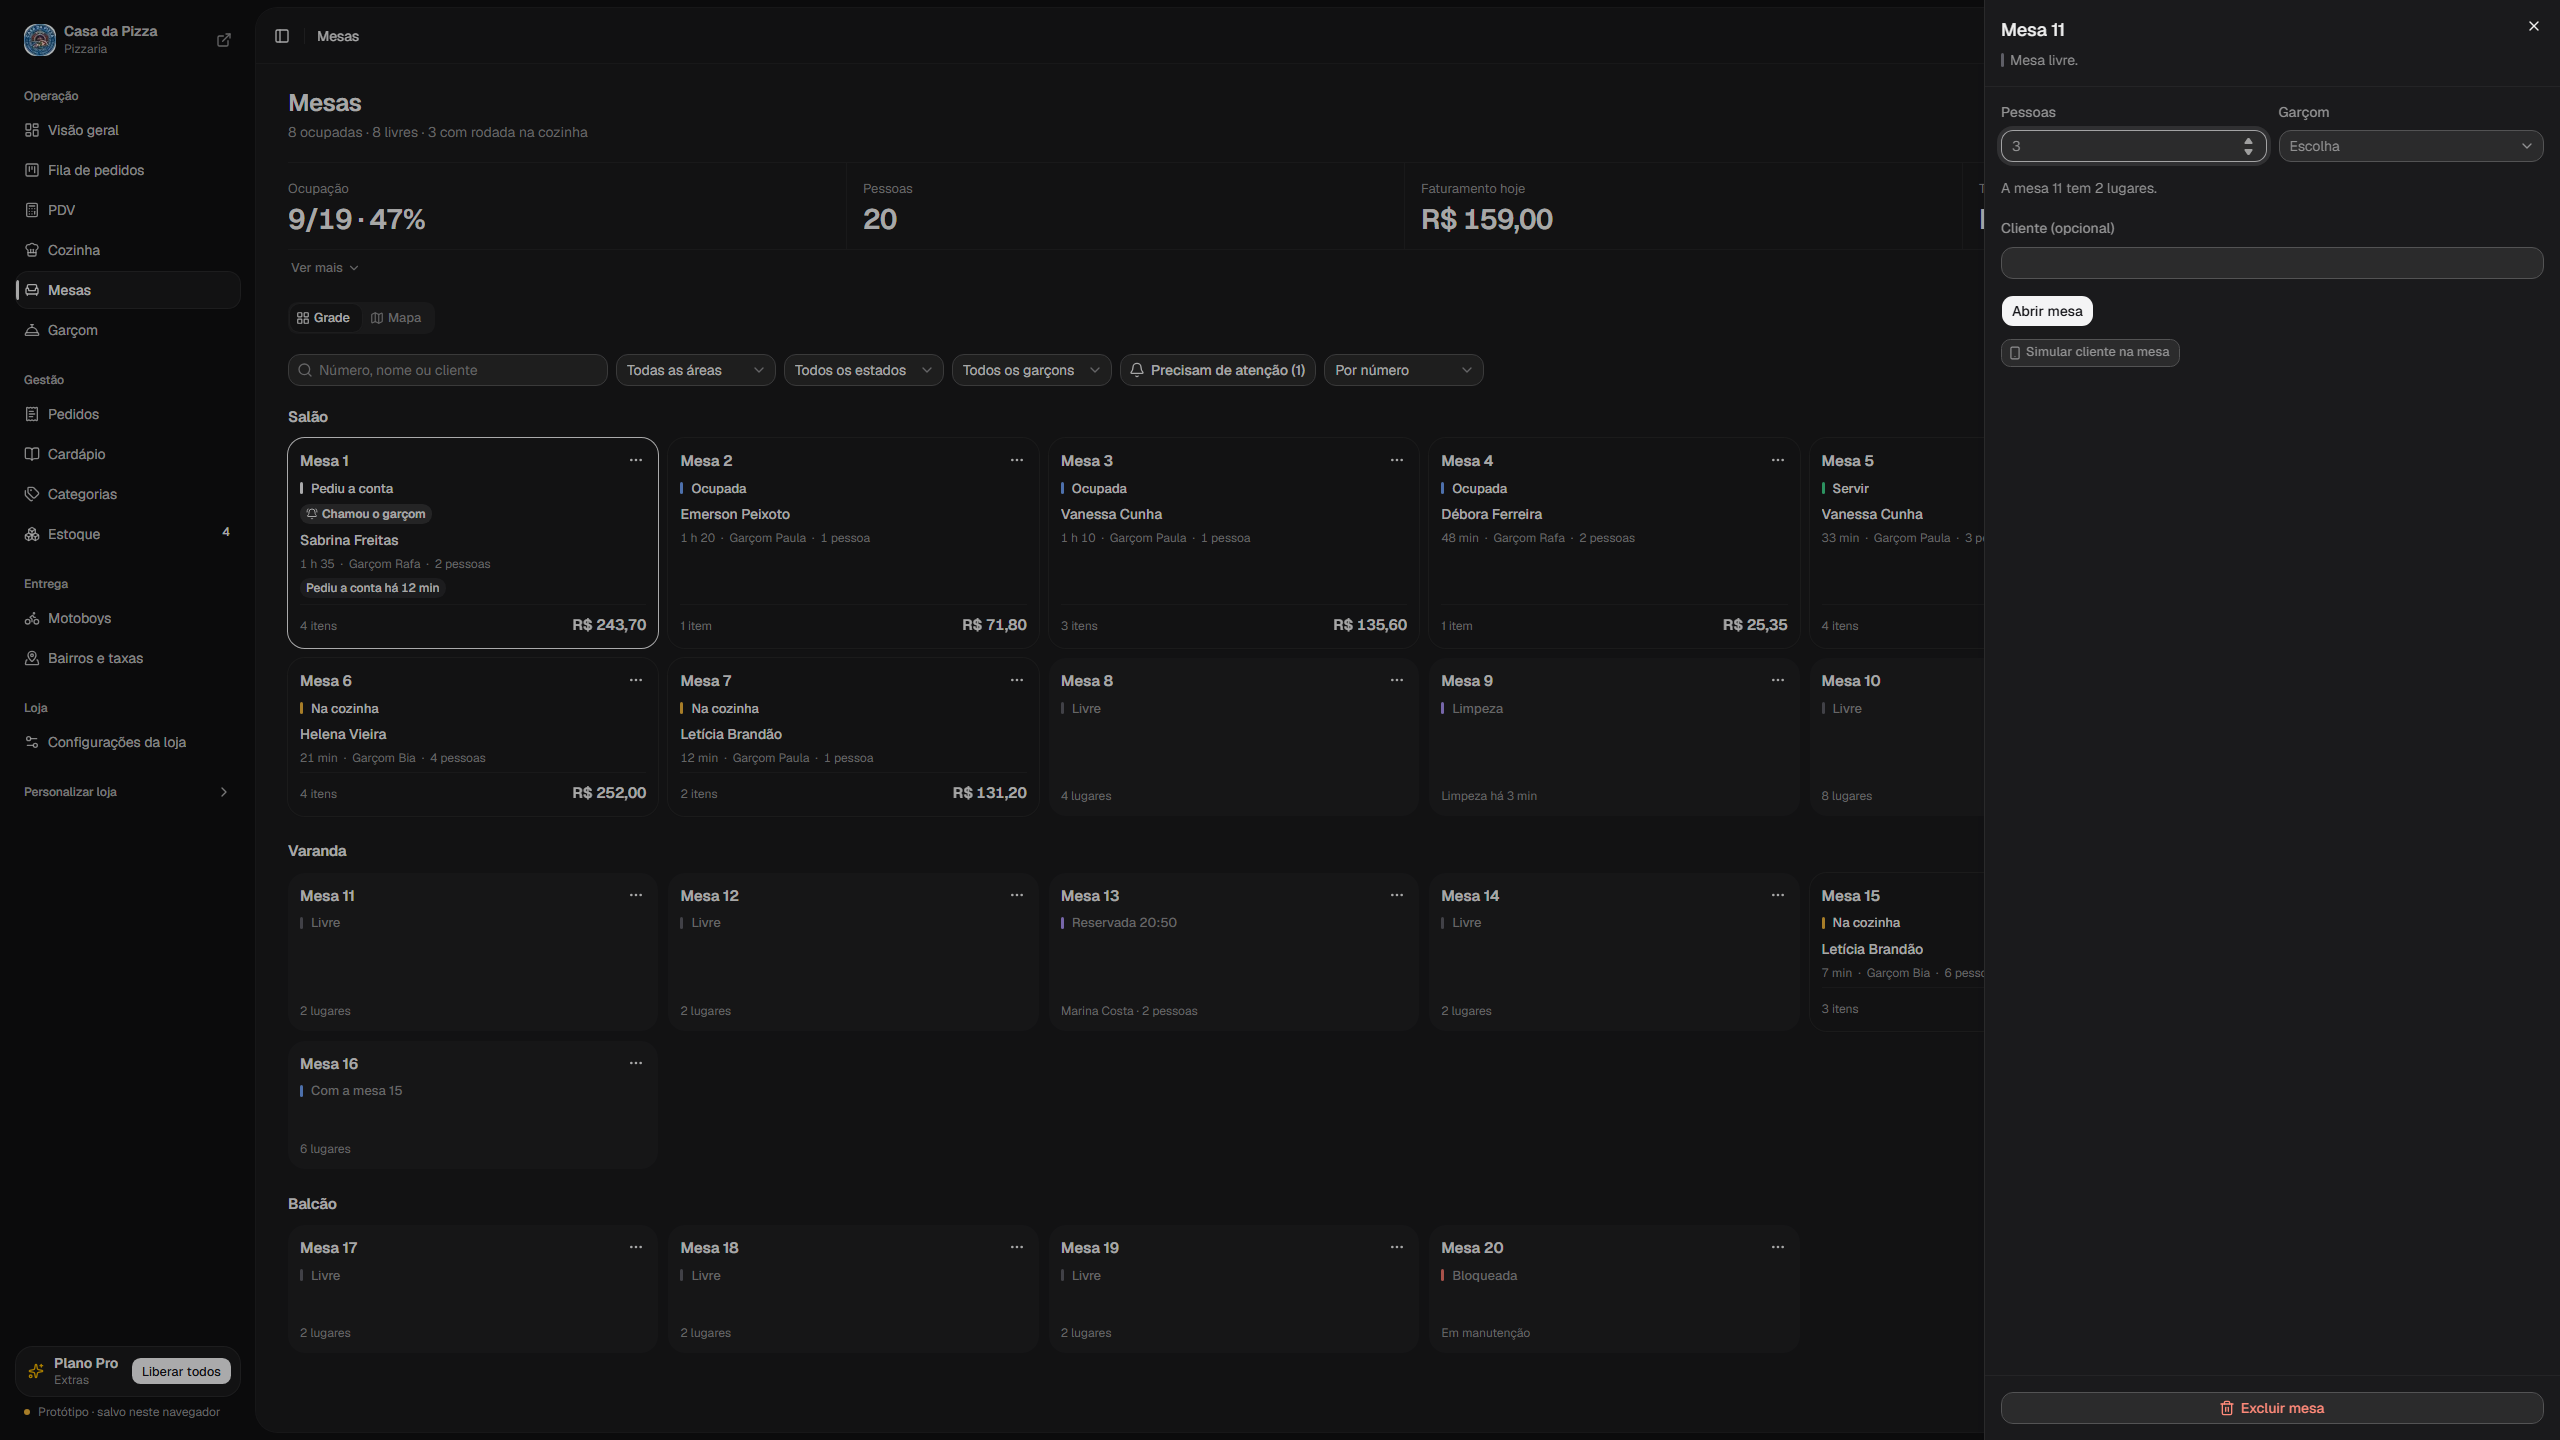 Casa da Pizza
Pizzaria
Operação
Visão geral
Fila de pedidos
PDV
Cozinha
Mesas
Garçom
Gestão
Pedidos
Cardápio
Categorias
Estoque 4
Entrega
Motoboys
Bairros e taxas
Loja
Configurações da loja
Personalizar loja
Plano Pro
Extras
Liberar todos
Protótipo · salvo neste navegador
Mesas
Mesas
8 ocupadas · 8 livres · 3 com rodada na cozinha
Ocupação
9/19 · 47%
Pessoas
20
Faturamento hoje
R$ 159,00
Ver mais
Grade Mapa
Número, nome ou cliente
Todas as áreas
Todos os estados
Todos os garçons
Precisam de atenção (1)
Por número
Salão
Mesa 1
Pediu a conta
Chamou o garçom
Sabrina Freitas
1 h 35 · Garçom Rafa · 2 pessoas
Pediu a conta há 12 min
4 itens R$ 243,70
Mesa 2
Ocupada
Emerson Peixoto
1 h 20 · Garçom Paula · 1 pessoa
1 item R$ 71,80
Mesa 3
Ocupada
Vanessa Cunha
1 h 10 · Garçom Paula · 1 pessoa
3 itens R$ 135,60
Mesa 4
Ocupada
Débora Ferreira
48 min · Garçom Rafa · 2 pessoas
1 item R$ 25,35
Mesa 5
Servir
Vanessa Cunha
33 min · Garçom Paula · 3 pe
4 itens
Mesa 6
Na cozinha
Helena Vieira
21 min · Garçom Bia · 4 pessoas
4 itens R$ 252,00
Mesa 7
Na cozinha
Letícia Brandão
12 min · Garçom Paula · 1 pessoa
2 itens R$ 131,20
Mesa 8
Livre
4 lugares
Mesa 9
Limpeza
Limpeza há 3 min
Mesa 10
Livre
8 lugares
Varanda
Mesa 11
Livre
2 lugares
Mesa 12
Livre
2 lugares
Mesa 13
Reservada 20:50
Marina Costa · 2 pessoas
Mesa 14
Livre
2 lugares
Mesa 15
Na cozinha
Letícia Brandão
7 min · Garçom Bia · 6 pesso
3 itens
Mesa 16
Com a mesa 15
6 lugares
Balcão
Mesa 17
Livre
2 lugares
Mesa 18
Livre
2 lugares
Mesa 19
Livre
2 lugares
Mesa 20
Bloqueada
Em manutenção
Mesa 11
Mesa livre.
Pessoas
3
Garçom
Escolha
A mesa 11 tem 2 lugares.
Cliente (opcional)
Abrir mesa
Simular cliente na mesa
Excluir mesa